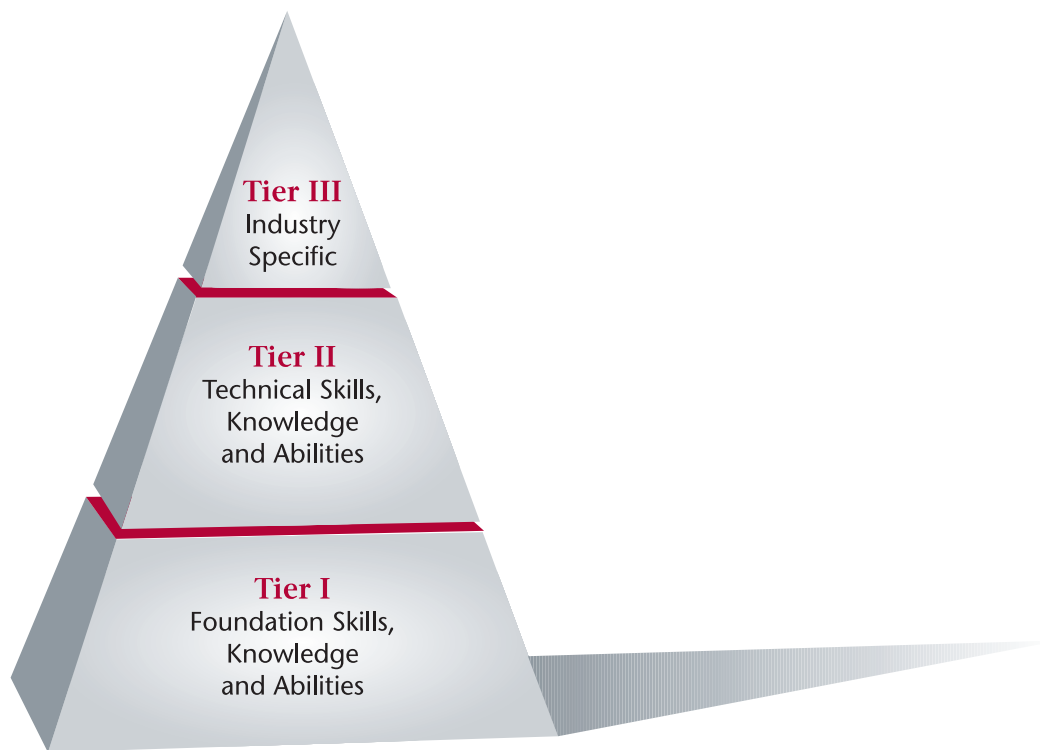 Tier III
Industry
Specific
Tier II
Technical Skills,
Knowledge
and Abilities
Tier I
Foundation Skills,
Knowledge
and Abilities